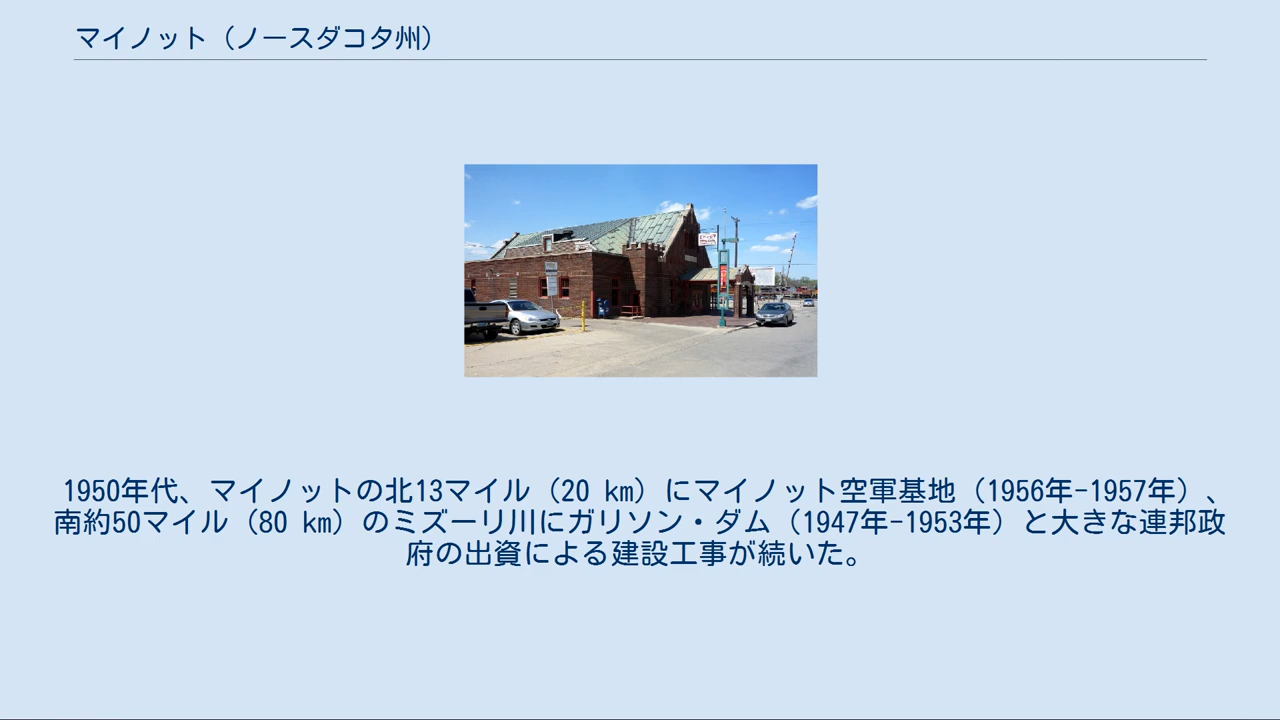 マイノット（ノースダコタ州）
1950年代、マイノットの北13マイル（20 km）にマイノット空軍基地（1956年-1957年）、
南約50マイル（80 km）のミズーリ川にガリソン・ダム（1947年-1953年）と大きな連邦政
府の出資による建設工事が続いた。